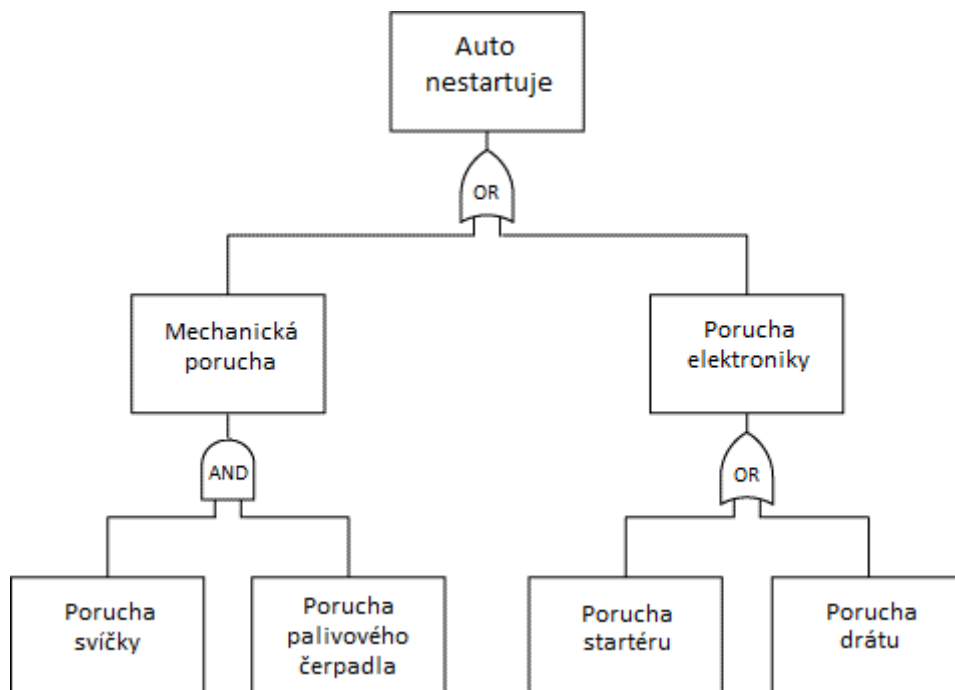 Auto
nestartuje
OR
Mechanická
porucha
Porucha
elektroniky
AND
OR
Porucha
svíčky
Porucha
palivového
čerpadla
Porucha
startéru
Porucha
drátu